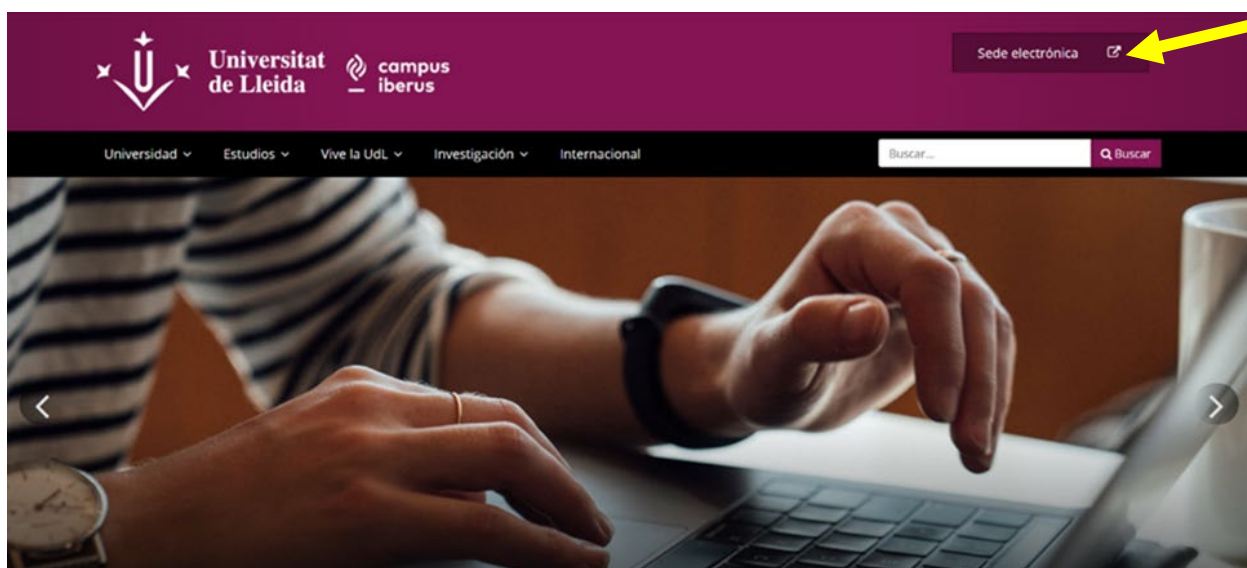 Universitat
de Lleida
campus
iberus
Sede electrónica
Universidad
Estudios
Vive la UdL
Investigación
Internacional
Buscar...
Buscar